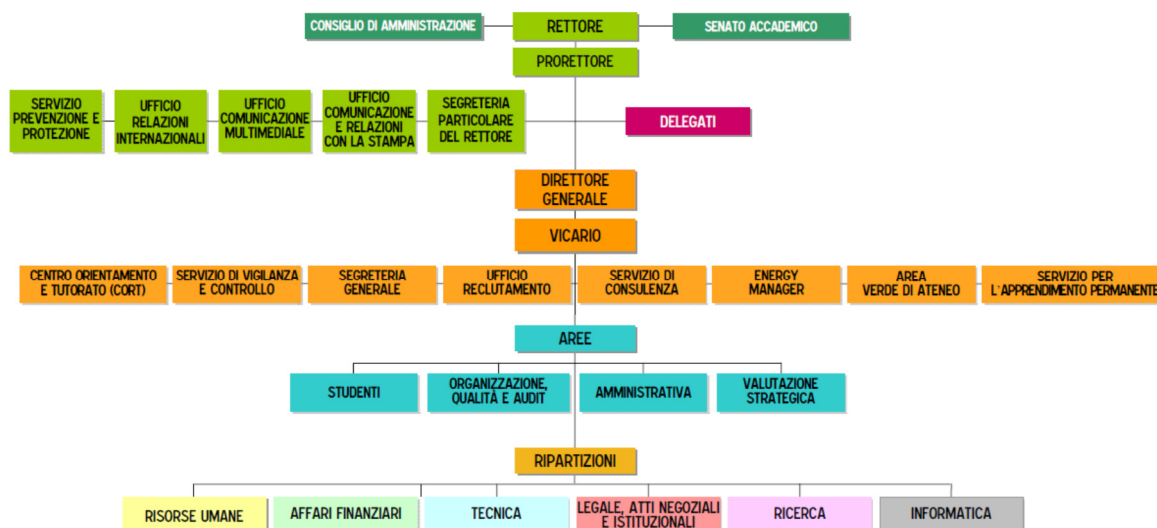 CONSIGLIO DI AMMINISTRAZIONE
RETTORE
SENATO ACCADEMICO
PRORETTORE
SERVIZIO
PREVENZIONE E
PROTEZIONE
UFFICIO
RELAZIONI
INTERNAZIONALI
UFFICIO
COMUNICAZIONE
MULTIMEDIALE
UFFICIO
COMUNICAZIONE
E RELAZIONI
CON LA STAMPA
SEGRETERIA
PARTICOLARE
DEL RETTORE
DELEGATI
DIRETTORE
GENERALE
VICARIO
CENTRO ORIENTAMENTO
E TUTORATO (CORT)
SERVIZIO DI VIGILANZA
E CONTROLLO
SEGRETERIA
GENERALE
UFFICIO
RECLUTAMENTO
SERVIZIO DI
CONSULENZA
ENERGY
MANAGER
AREA
VERDE DI ATENEO
SERVIZIO PER
L'APPRENDIMENTO PERMANENTE
AREE
STUDENTI
ORGANIZZAZIONE,
QUALITÀ E AUDIT
AMMINISTRATIVA
VALUTAZIONE
STRATEGICA
RIPARTIZIONI
RISORSE UMANE
AFFARI FINANZIARI
TECNICA
LEGALE, ATTI NEGOZIALI
E ISTITUZIONALI
RICERCA
INFORMATICA